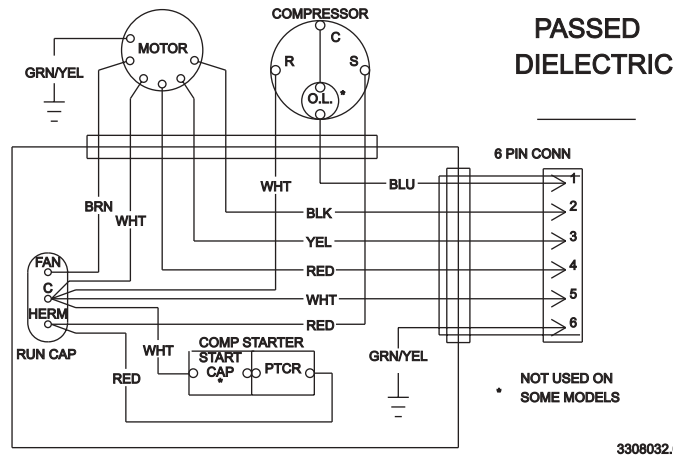 COMPRESSOR
PASSED
DIELECTRIC
MOTOR
C
R
S
GRN/YEL
O.L.
*
6 PIN CONN
1
WHT
BLU
BRN
WHT
BLK
2
YEL
3
FAN
RED
4
C
WHT
5
HERM
RED
6
RUN CAP
WHT
COMP STARTER
GRN/YEL
START
CAP
*
PTCR
RED
* NOT USED ON
SOME MODELS
3308032.